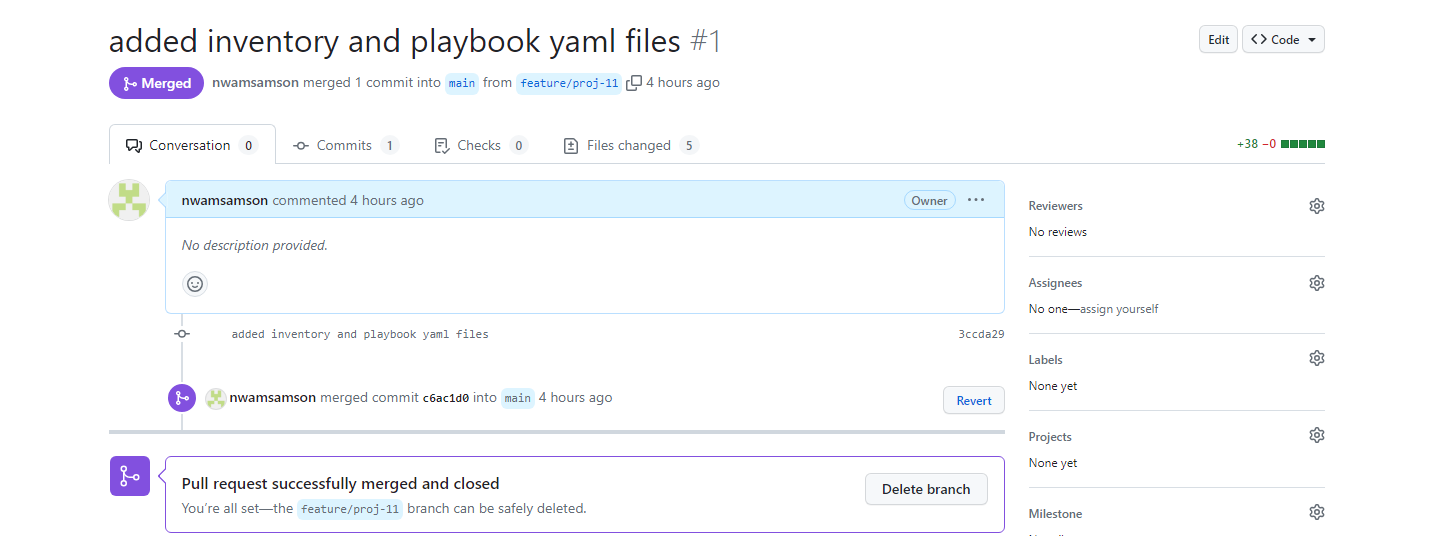 added inventory and playbook yaml files #1
Edit
Code
Merged
nwamsamson merged 1 commit into main from feature/proj-11 4 hours ago
Conversation 0
Commits 1
Checks 0
Files changed 5
+38 −0
nwamsamson commented 4 hours ago
Owner
No description provided.
added inventory and playbook yaml files
3ccda29
nwamsamson merged commit c6ac1d0 into main 4 hours ago
Revert
Pull request successfully merged and closed
You’re all set—the feature/proj-11 branch can be safely deleted.
Delete branch
Reviewers
No reviews
Assignees
No one—assign yourself
Labels
None yet
Projects
None yet
Milestone